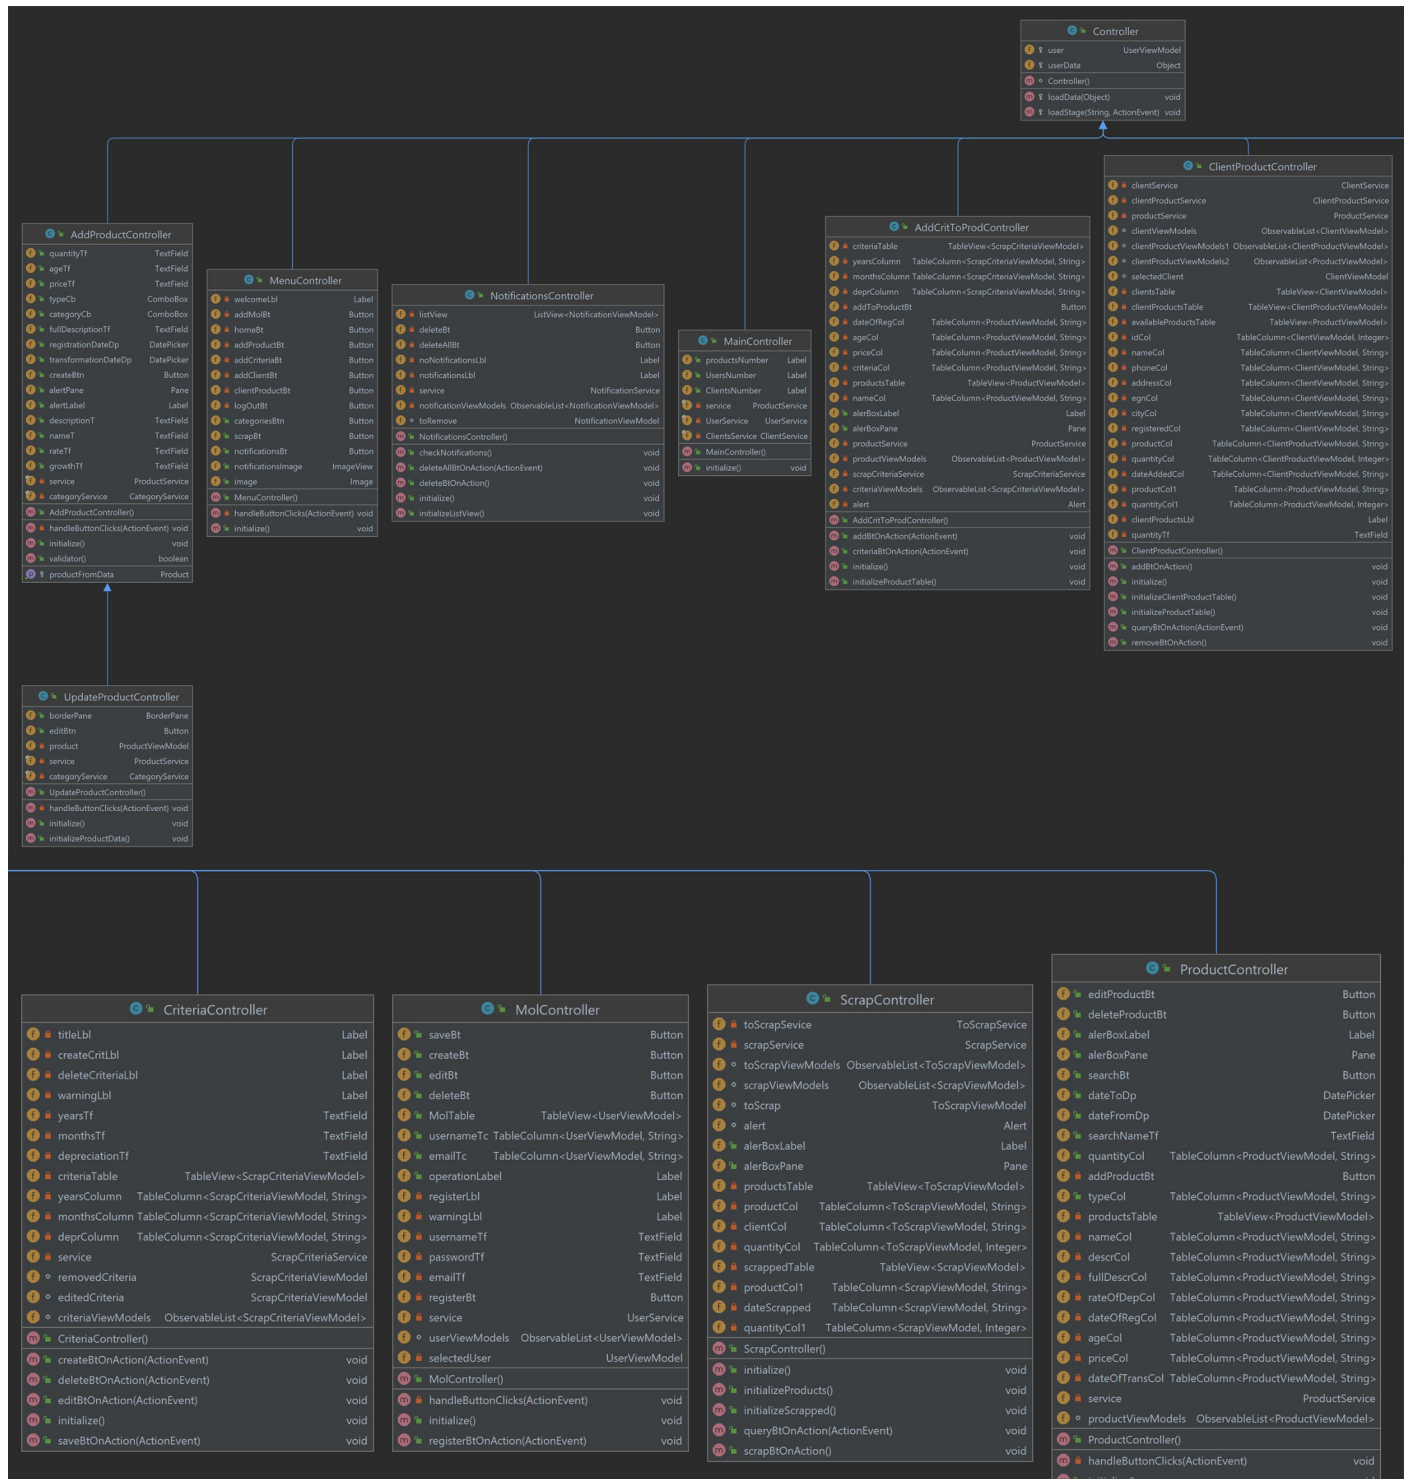 Controller
user UserViewModel
userData Object
Controller()
loadData(Object) void
loadStage(String, ActionEvent) void
ClientProductController
clientService ClientService
clientProductService ClientProductService
productService ProductService
clientViewModels ObservableList<ClientViewModel>
clientProductViewModels1 ObservableList<ClientProductViewModel>
clientProductViewModels2 ObservableList<ProductViewModel>
selectedClient ClientViewModel
clientsTable TableView<ClientViewModel>
clientProductsTable TableView<ClientProductViewModel>
availableProductsTable TableView<ProductViewModel>
idCol TableColumn<ClientViewModel, Integer>
nameCol TableColumn<ClientViewModel, String>
phoneCol TableColumn<ClientViewModel, String>
addressCol TableColumn<ClientViewModel, String>
egnCol TableColumn<ClientViewModel, String>
cityCol TableColumn<ClientViewModel, String>
registeredCol TableColumn<ClientViewModel, String>
productCol TableColumn<ClientProductViewModel, String>
quantityCol TableColumn<ClientProductViewModel, Integer>
dateAddedCol TableColumn<ClientProductViewModel, String>
productCol1 TableColumn<ProductViewModel, String>
quantityCol1 TableColumn<ProductViewModel, Integer>
clientProductsLbl Label
quantityTf TextField
ClientProductController()
addBtOnAction() void
initialize() void
initializeClientProductTable() void
initializeProductTable() void
queryBtOnAction(ActionEvent) void
removeBtOnAction() void
AddProductController
quantityTf TextField
ageTf TextField
priceTf TextField
typeCb ComboBox
categoryCb ComboBox
fullDescriptionTf TextField
registrationDateDp DatePicker
transformationDateDp DatePicker
createBtn Button
alertPane Pane
alertLabel Label
descriptionT TextField
nameT TextField
rateTf TextField
growthTf TextField
service ProductService
categoryService CategoryService
AddProductController()
handleButtonClicks(ActionEvent) void
initialize() void
validator() boolean
productFromData Product
MenuController
welcomeLbl Label
addMolBt Button
homeBt Button
addProductBt Button
addCriteriaBt Button
addClientBt Button
clientProductBt Button
logOutBt Button
categoriesBtn Button
scrapBt Button
notificationsBt Button
notificationsImage ImageView
image Image
MenuController()
handleButtonClicks(ActionEvent) void
initialize() void
NotificationsController
listView ListView<NotificationViewModel>
deleteBt Button
deleteAllBt Button
noNotificationsLbl Label
notificationsLbl Label
service NotificationService
notificationViewModels ObservableList<NotificationViewModel>
toRemove NotificationViewModel
NotificationsController()
checkNotifications() void
deleteAllBtOnAction(ActionEvent) void
deleteBtOnAction() void
initialize() void
initializeListView() void
MainController
productsNumber Label
UsersNumber Label
ClientsNumber Label
service ProductService
UserService UserService
ClientsService ClientService
MainController()
initialize() void
AddCritToProdController
criteriaTable TableView<ScrapCriteriaViewModel>
yearsColumn TableColumn<ScrapCriteriaViewModel, String>
monthsColumn TableColumn<ScrapCriteriaViewModel, String>
deprColumn TableColumn<ScrapCriteriaViewModel, String>
addToProductBt Button
dateOfRegCol TableColumn<ProductViewModel, String>
ageCol TableColumn<ProductViewModel, String>
priceCol TableColumn<ProductViewModel, String>
criteriaCol TableColumn<ProductViewModel, String>
productsTable TableView<ProductViewModel>
nameCol TableColumn<ProductViewModel, String>
alerBoxLabel Label
alerBoxPane Pane
productService ProductService
productViewModels ObservableList<ProductViewModel>
scrapCriteriaService ScrapCriteriaService
criteriaViewModels ObservableList<ScrapCriteriaViewModel>
alert Alert
AddCritToProdController()
addBtOnAction(ActionEvent) void
criteriaBtOnAction(ActionEvent) void
initialize() void
initializeProductTable() void
UpdateProductController
borderPane BorderPane
editBtn Button
product ProductViewModel
service ProductService
categoryService CategoryService
UpdateProductController()
handleButtonClicks(ActionEvent) void
initialize() void
initializeProductData() void
CriteriaController
titleLbl Label
createCritLbl Label
deleteCriteriaLbl Label
warningLbl Label
yearsTf TextField
monthsTf TextField
depreciationTf TextField
criteriaTable TableView<ScrapCriteriaViewModel>
yearsColumn TableColumn<ScrapCriteriaViewModel, String>
monthsColumn TableColumn<ScrapCriteriaViewModel, String>
deprColumn TableColumn<ScrapCriteriaViewModel, String>
service ScrapCriteriaService
removedCriteria ScrapCriteriaViewModel
editedCriteria ScrapCriteriaViewModel
criteriaViewModels ObservableList<ScrapCriteriaViewModel>
CriteriaController()
createBtOnAction(ActionEvent) void
deleteBtOnAction(ActionEvent) void
editBtOnAction(ActionEvent) void
initialize() void
saveBtOnAction(ActionEvent) void
MolController
saveBt Button
createBt Button
editBt Button
deleteBt Button
MolTable TableView<UserViewModel>
usernameTc TableColumn<UserViewModel, String>
emailTc TableColumn<UserViewModel, String>
operationLabel Label
registerLbl Label
warningLbl Label
usernameTf TextField
passwordTf TextField
emailTf TextField
registerBt Button
service UserService
userViewModels ObservableList<UserViewModel>
selectedUser UserViewModel
MolController()
handleButtonClicks(ActionEvent) void
initialize() void
registerBtOnAction(ActionEvent) void
ScrapController
toScrapSevice ToScrapSevice
scrapService ScrapService
toScrapViewModels ObservableList<ToScrapViewModel>
scrapViewModels ObservableList<ScrapViewModel>
toScrap ToScrapViewModel
alert Alert
alerBoxLabel Label
alerBoxPane Pane
productsTable TableView<ToScrapViewModel>
productCol TableColumn<ToScrapViewModel, String>
clientCol TableColumn<ToScrapViewModel, String>
quantityCol TableColumn<ToScrapViewModel, Integer>
scrappedTable TableView<ScrapViewModel>
productCol1 TableColumn<ScrapViewModel, String>
dateScrapped TableColumn<ScrapViewModel, String>
quantityCol1 TableColumn<ScrapViewModel, Integer>
ScrapController()
initialize() void
initializeProducts() void
initializeScrapped() void
queryBtOnAction(ActionEvent) void
scrapBtOnAction() void
ProductController
editProductBt Button
deleteProductBt Button
alerBoxLabel Label
alerBoxPane Pane
searchBt Button
dateToDp DatePicker
dateFromDp DatePicker
searchNameTf TextField
quantityCol TableColumn<ProductViewModel, String>
addProductBt Button
typeCol TableColumn<ProductViewModel, String>
productsTable TableView<ProductViewModel>
nameCol TableColumn<ProductViewModel, String>
descrCol TableColumn<ProductViewModel, String>
fullDescrCol TableColumn<ProductViewModel, String>
rateOfDepCol TableColumn<ProductViewModel, String>
dateOfRegCol TableColumn<ProductViewModel, String>
ageCol TableColumn<ProductViewModel, String>
priceCol TableColumn<ProductViewModel, String>
dateOfTransCol TableColumn<ProductViewModel, String>
service ProductService
productViewModels ObservableList<ProductViewModel>
ProductController()
handleButtonClicks(ActionEvent) void